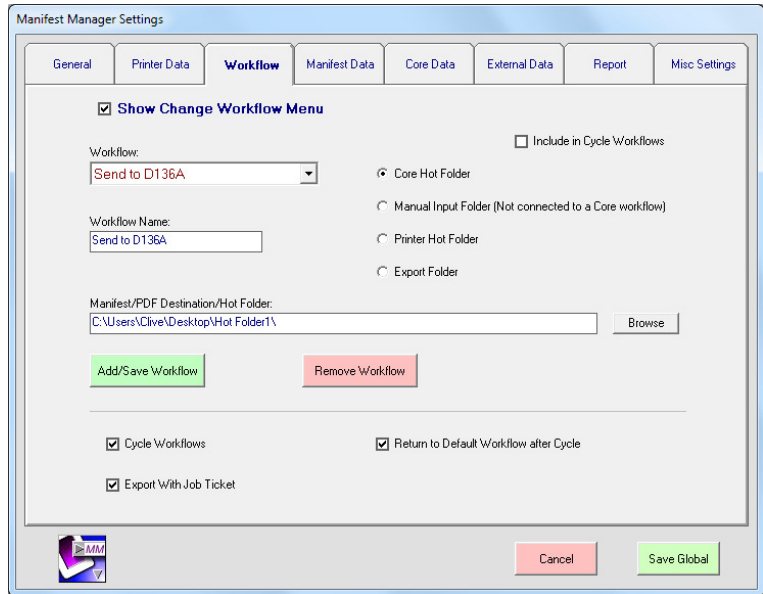 Manifest Manager Settings
General Printer Data Workflow Manifest Data Core Data External Data Report Misc Settings
Show Change Workflow Menu
Include in Cycle Workflows
Workflow:
Send to D136A
Core Hot Folder
Manual Input Folder (Not connected to a Core workflow)
Workflow Name:
Send to D136A
Printer Hot Folder
Export Folder
Manifest/PDF Destination/Hot Folder:
C:\Users\Clive\Desktop\Hot Folder1\
Browse
Add/Save Workflow Remove Workflow
Cycle Workflows Return to Default Workflow after Cycle
Export With Job Ticket
MM
Cancel Save Global